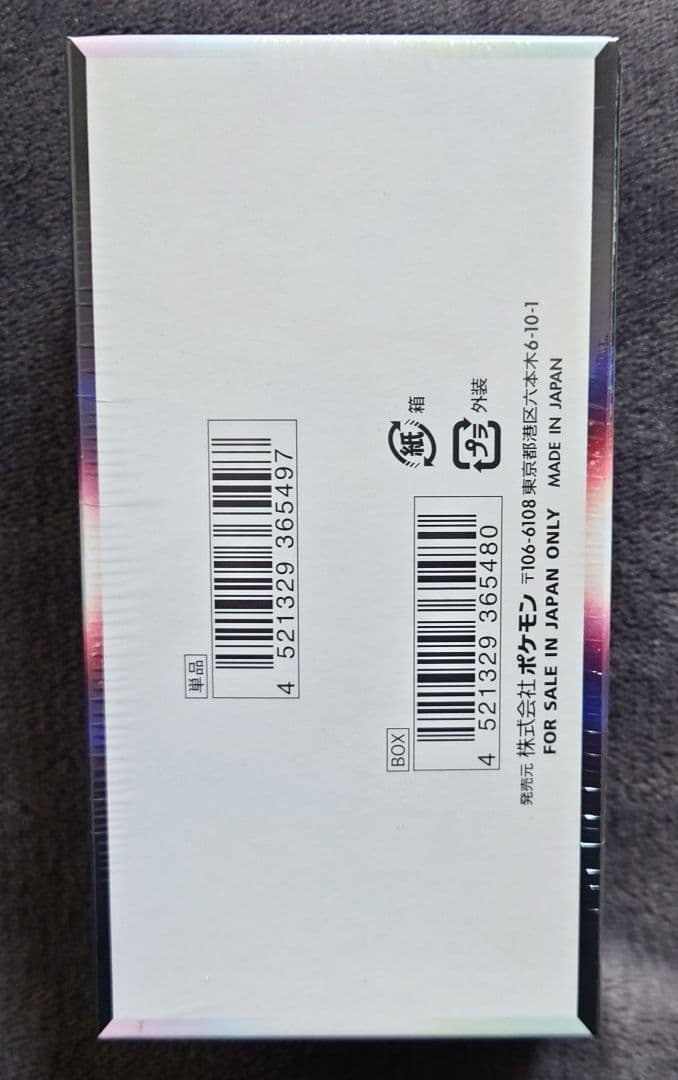 単品
4 521329 365497
紙 箱
プラ 外装
BOX
4 521329 365480
発売元 株式会社 ポケモン 〒106-6108 東京都港区六本木6-10-1
FOR SALE IN JAPAN ONLY MADE IN JAPAN